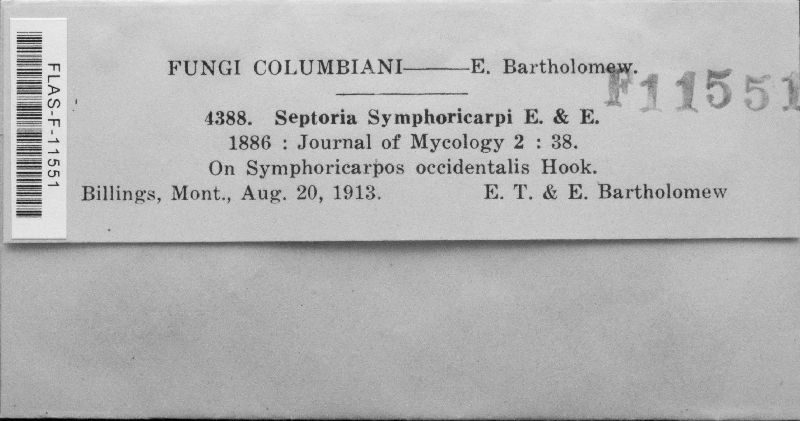 FUNGI COLUMBIANI——E. Bartholomew.
F11551
4388. Septoria Symphoricarpi E. & E.
1886 : Journal of Mycology 2 : 38.
On Symphoricarpos occidentalis Hook.
Billings, Mont., Aug. 20, 1913. E. T. & E. Bartholomew
FLAS-F-11551